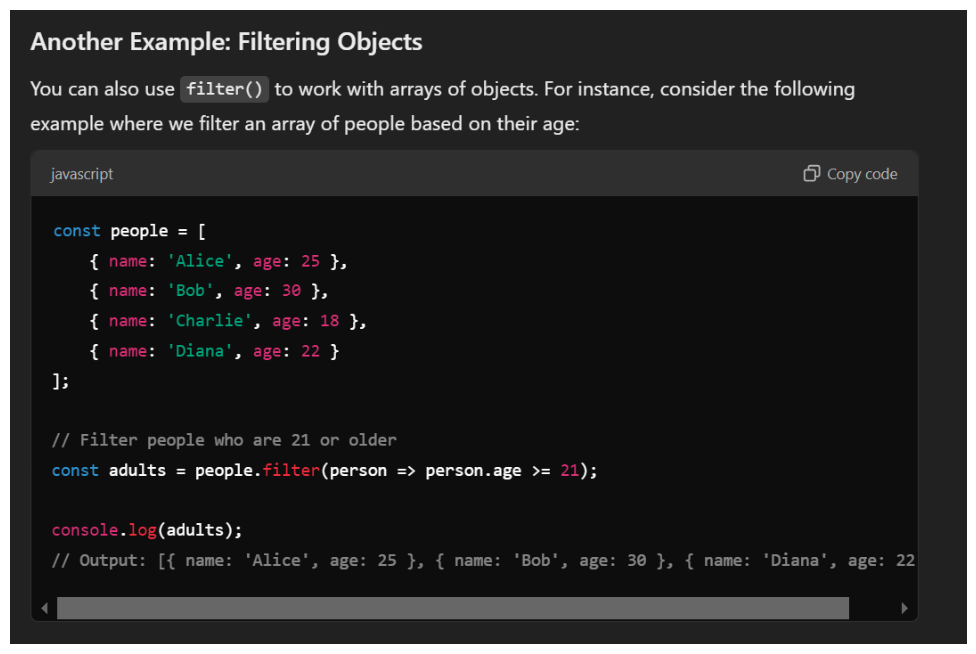 Another Example: Filtering Objects
You can also use filter() to work with arrays of objects. For instance, consider the following
example where we filter an array of people based on their age:
javascript
Copy code
const people = [
    { name: 'Alice', age: 25 },
    { name: 'Bob', age: 30 },
    { name: 'Charlie', age: 18 },
    { name: 'Diana', age: 22 }
];
// Filter people who are 21 or older
const adults = people.filter(person => person.age >= 21);
console.log(adults);
// Output: [{ name: 'Alice', age: 25 }, { name: 'Bob', age: 30 }, { name: 'Diana', age: 22